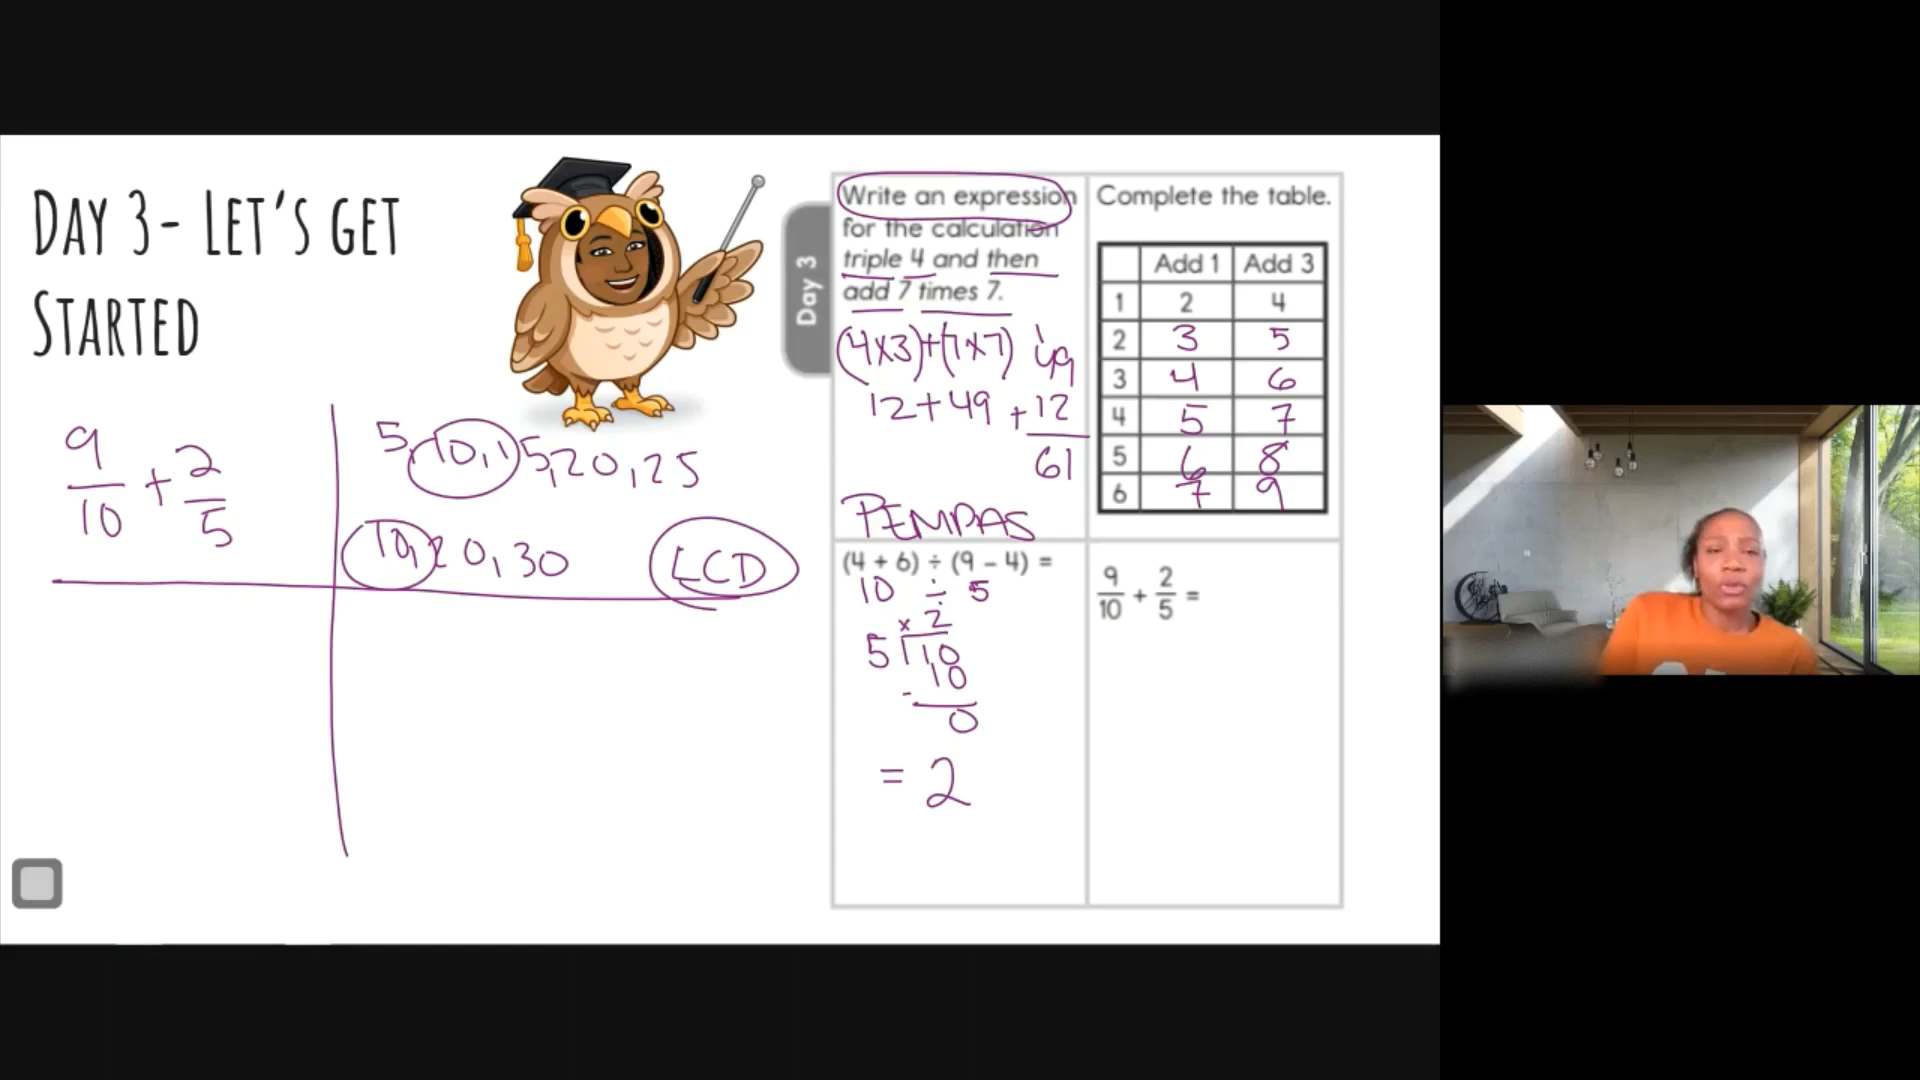 DAY 3- LET'S GET
STARTED
9/10 + 2/5
5, 10, 15, 20, 25
10, 20, 30
LCD
Day 3
Write an expression
for the calculation
triple 4 and then
add 7 times 7.
(4x3)+(7x7)
12+49
1
49
+12
61
PEMDAS
Complete the table.
Add 1 Add 3
1 2 4
2 3 5
3 4 6
4 5 7
5 6 8
6 7 9
(4 + 6) ÷ (9 – 4) =
10 ÷ 5
x 2
5 10
- 10
0
= 2
9/10 + 2/5 =